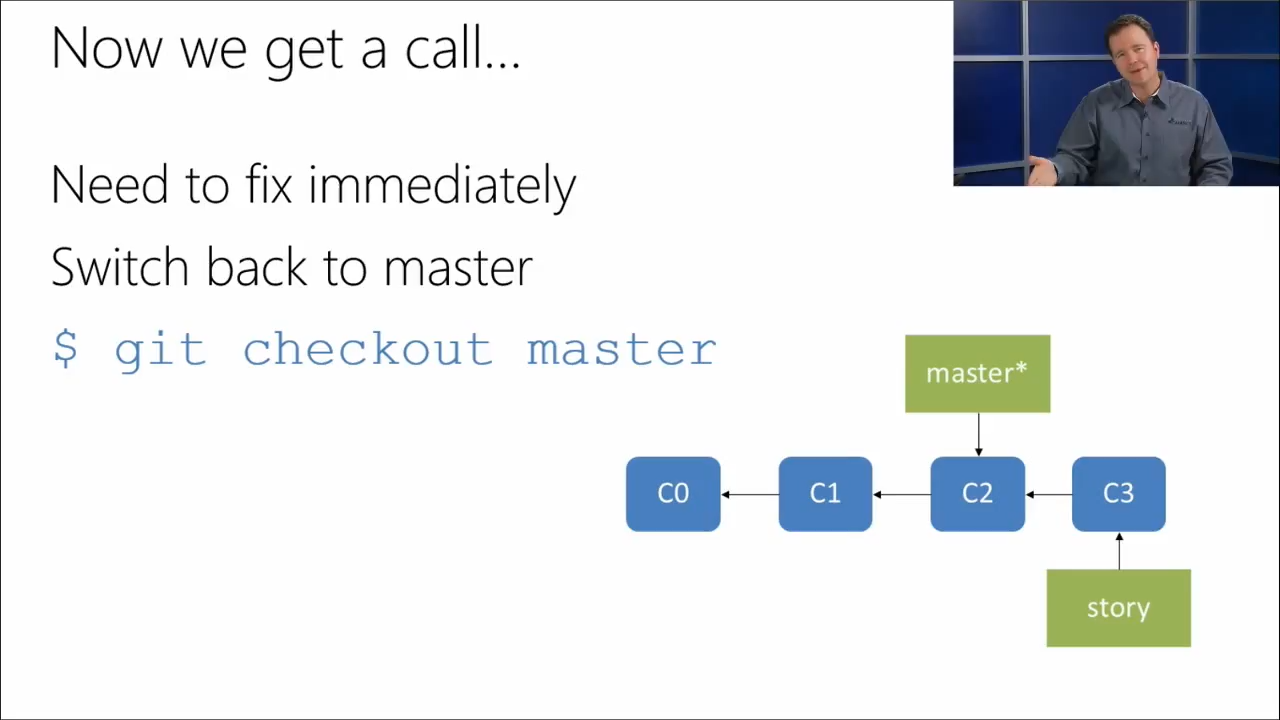 Now we get a call...
Need to fix immediately
Switch back to master
$ git checkout master
master*
C0 C1 C2 C3
story